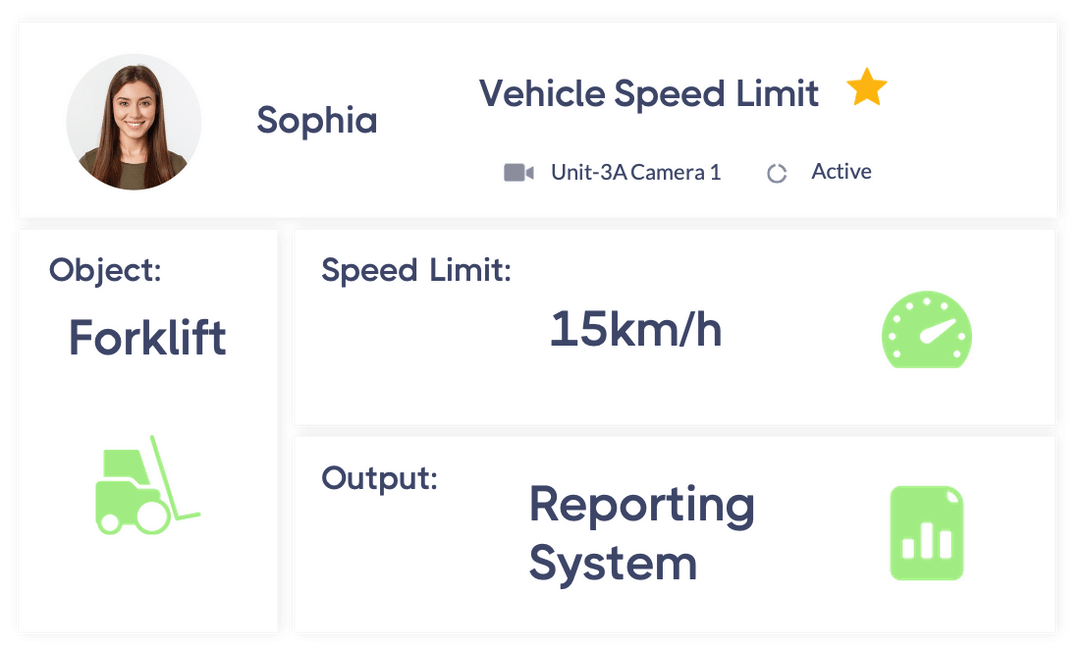 Sophia
Vehicle Speed Limit
Unit-3A Camera 1
Active
Object:
Forklift
Speed Limit:
15km/h
Output:
Reporting
System